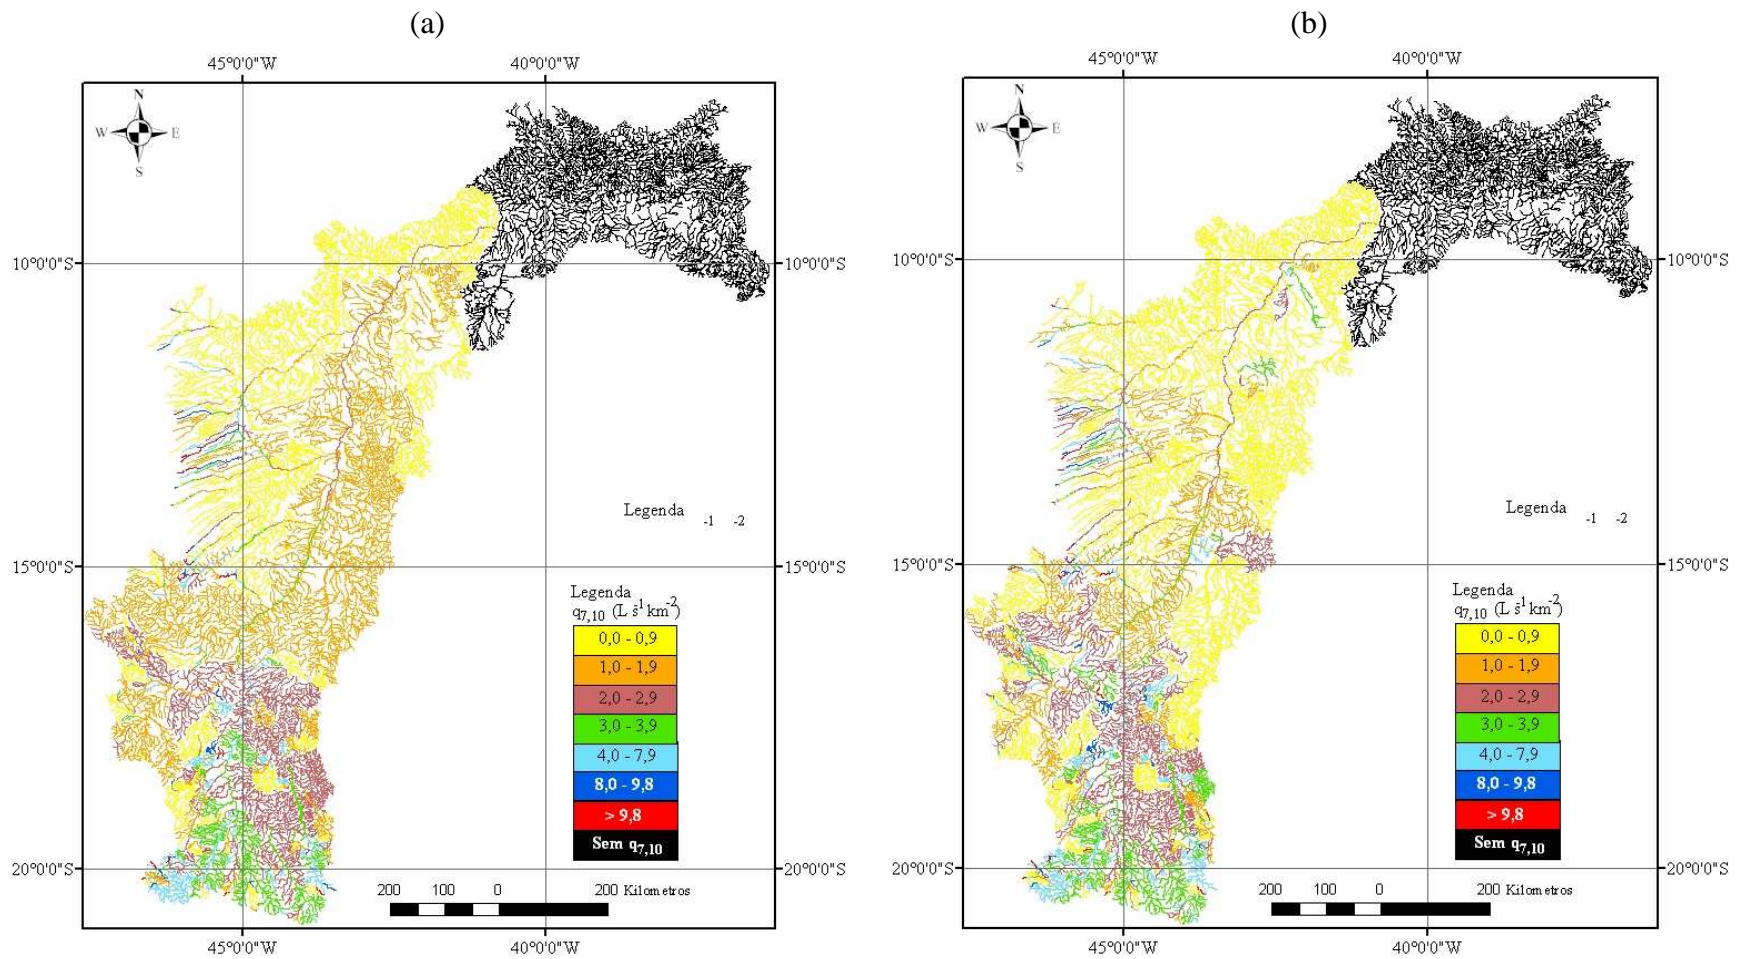 (a)
45°0'0"W 40°0'0"W
N
W E
S
10°0'0"S 10°0'0"S
Legenda -1 -2
15°0'0"S 15°0'0"S
Legenda
q7,10 (L s-1 km-2)
0,0 - 0,9
1,0 - 1,9
2,0 - 2,9
3,0 - 3,9
4,0 - 7,9
8,0 - 9,8
> 9,8
Sem q7,10
20°0'0"S 20°0'0"S
200 100 0 200 Kilometros
45°0'0"W 40°0'0"W
(b)
45°0'0"W 40°0'0"W
N
W E
S
10°0'0"S 10°0'0"S
Legenda -1 -2
15°0'0"S 15°0'0"S
Legenda
q7,10 (L s-1 km-2)
0,0 - 0,9
1,0 - 1,9
2,0 - 2,9
3,0 - 3,9
4,0 - 7,9
8,0 - 9,8
> 9,8
Sem q7,10
20°0'0"S 20°0'0"S
200 100 0 200 Kilometros
45°0'0"W 40°0'0"W